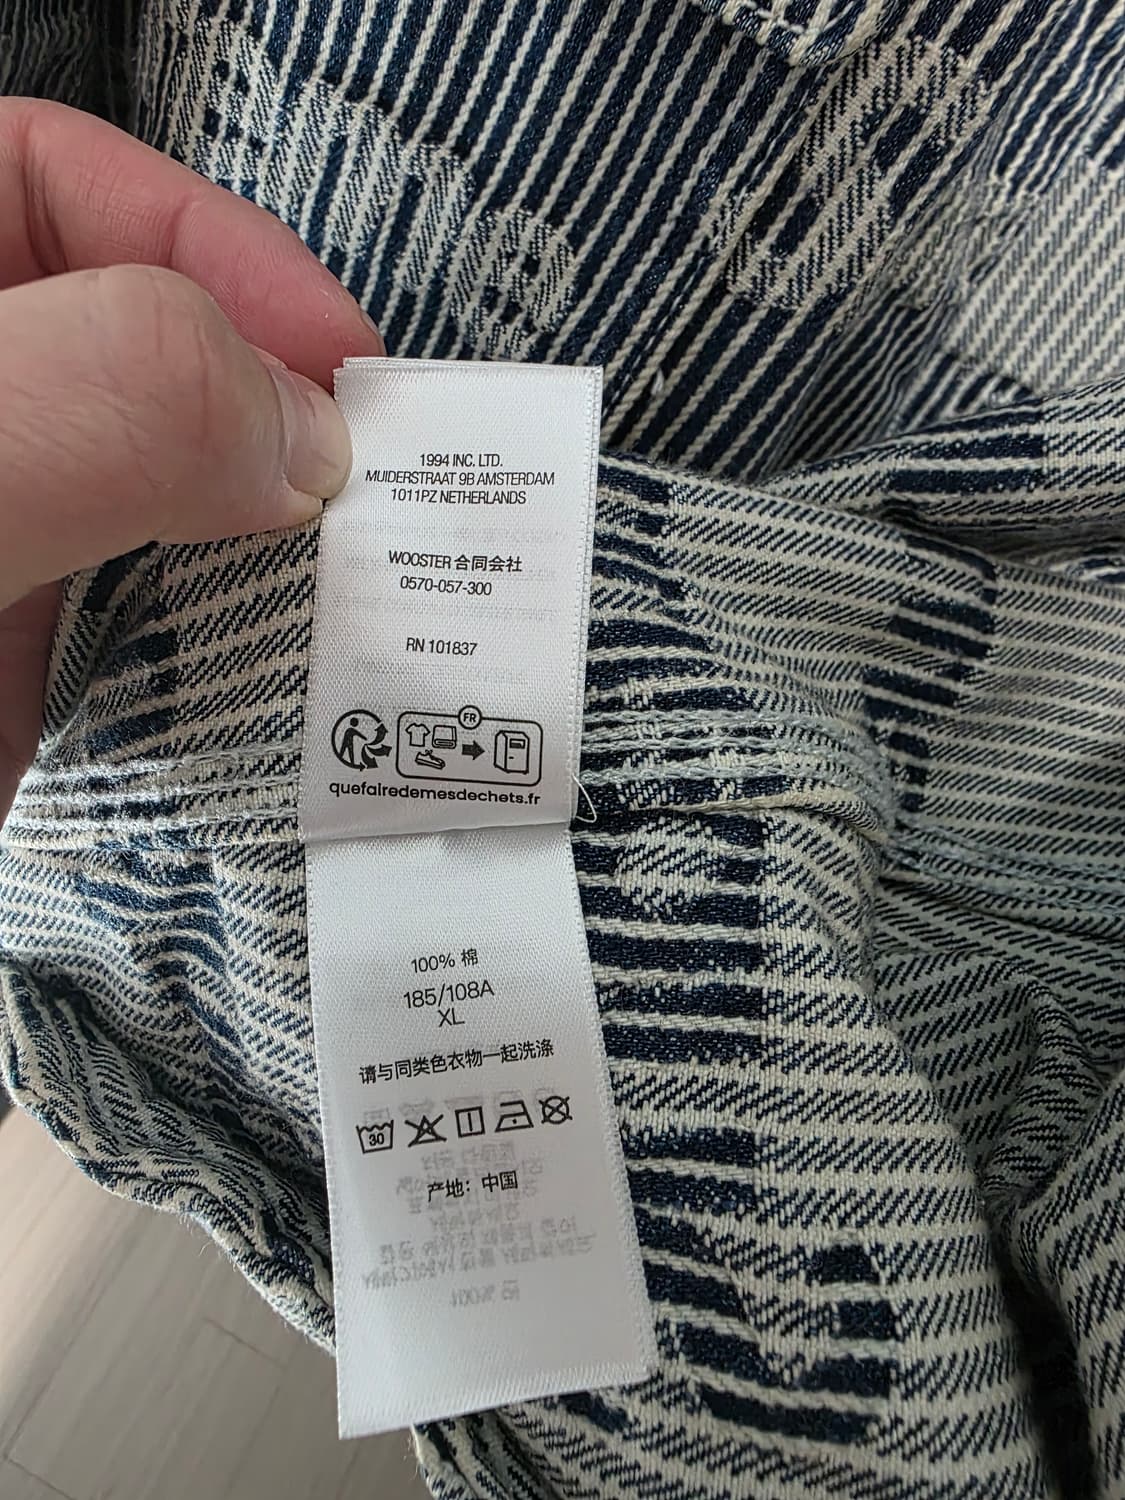 1994 INC. LTD.
MUIDERSTRAAT 9B AMSTERDAM
1011PZ NETHERLANDS
WOOSTER 合同会社
0570-057-300
RN 101837
FR
quefairedemesdechets.fr
100% 棉
185/108A
XL
请与同类色衣物一起洗涤
30
产地：中国